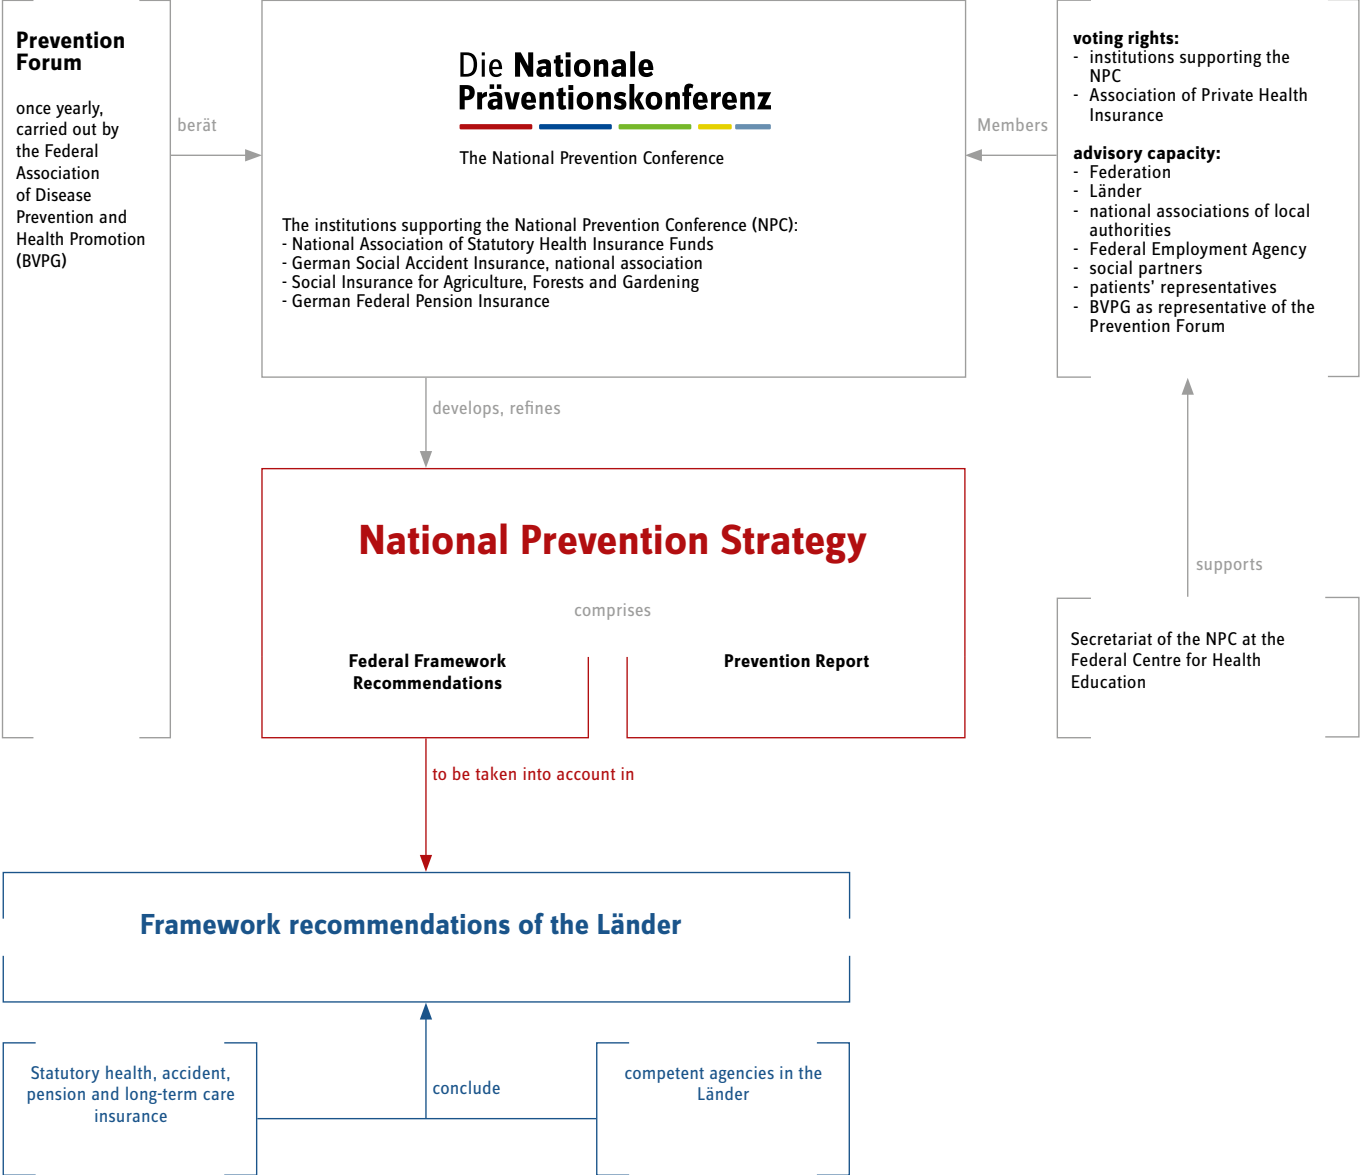 Prevention
Forum
once yearly,
carried out by
the Federal
Association
of Disease
Prevention and
Health Promotion
(BVPG)
berät
Die Nationale
Präventionskonferenz
The National Prevention Conference
The institutions supporting the National Prevention Conference (NPC):
- National Association of Statutory Health Insurance Funds
- German Social Accident Insurance, national association
- Social Insurance for Agriculture, Forests and Gardening
- German Federal Pension Insurance
Members
voting rights:
- institutions supporting the
NPC
- Association of Private Health
Insurance
advisory capacity:
- Federation
- Länder
- national associations of local
authorities
- Federal Employment Agency
- social partners
- patients' representatives
- BVPG as representative of the
Prevention Forum
develops, refines
National Prevention Strategy
comprises
Federal Framework
Recommendations
Prevention Report
supports
Secretariat of the NPC at the
Federal Centre for Health
Education
to be taken into account in
Framework recommendations of the Länder
Statutory health, accident,
pension and long-term care
insurance
conclude
competent agencies in the
Länder